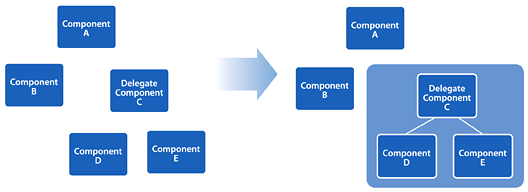 Component
A
Component
B
Delegate
Component
C
Component
D
Component
E
Component
A
Component
B
Delegate
Component
C
Component
D
Component
E